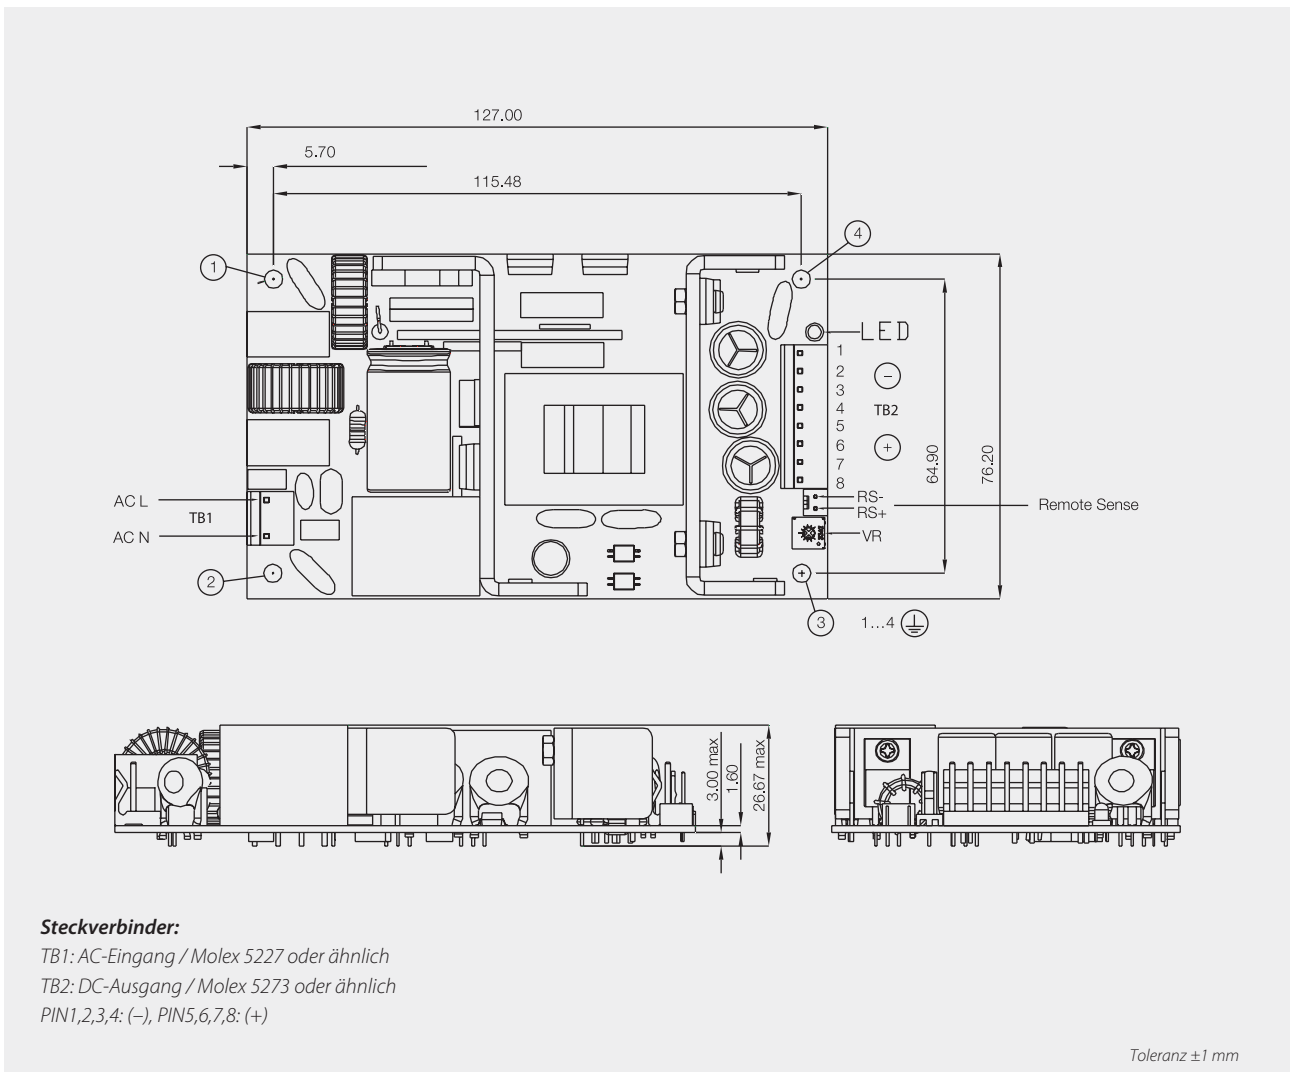 127.00
5.70
115.48
1
4
LED
1
2
3
4
5
6
7
8
−
TB2
+
64.90
76.20
AC L
TB1
AC N
RS-
RS+
Remote Sense
VR
2
3
1...4
3.00 max
1.60
26.67 max
Steckverbinder:
TB1: AC-Eingang / Molex 5227 oder ähnlich
TB2: DC-Ausgang / Molex 5273 oder ähnlich
PIN1,2,3,4: (−), PIN5,6,7,8: (+)
Toleranz ±1 mm